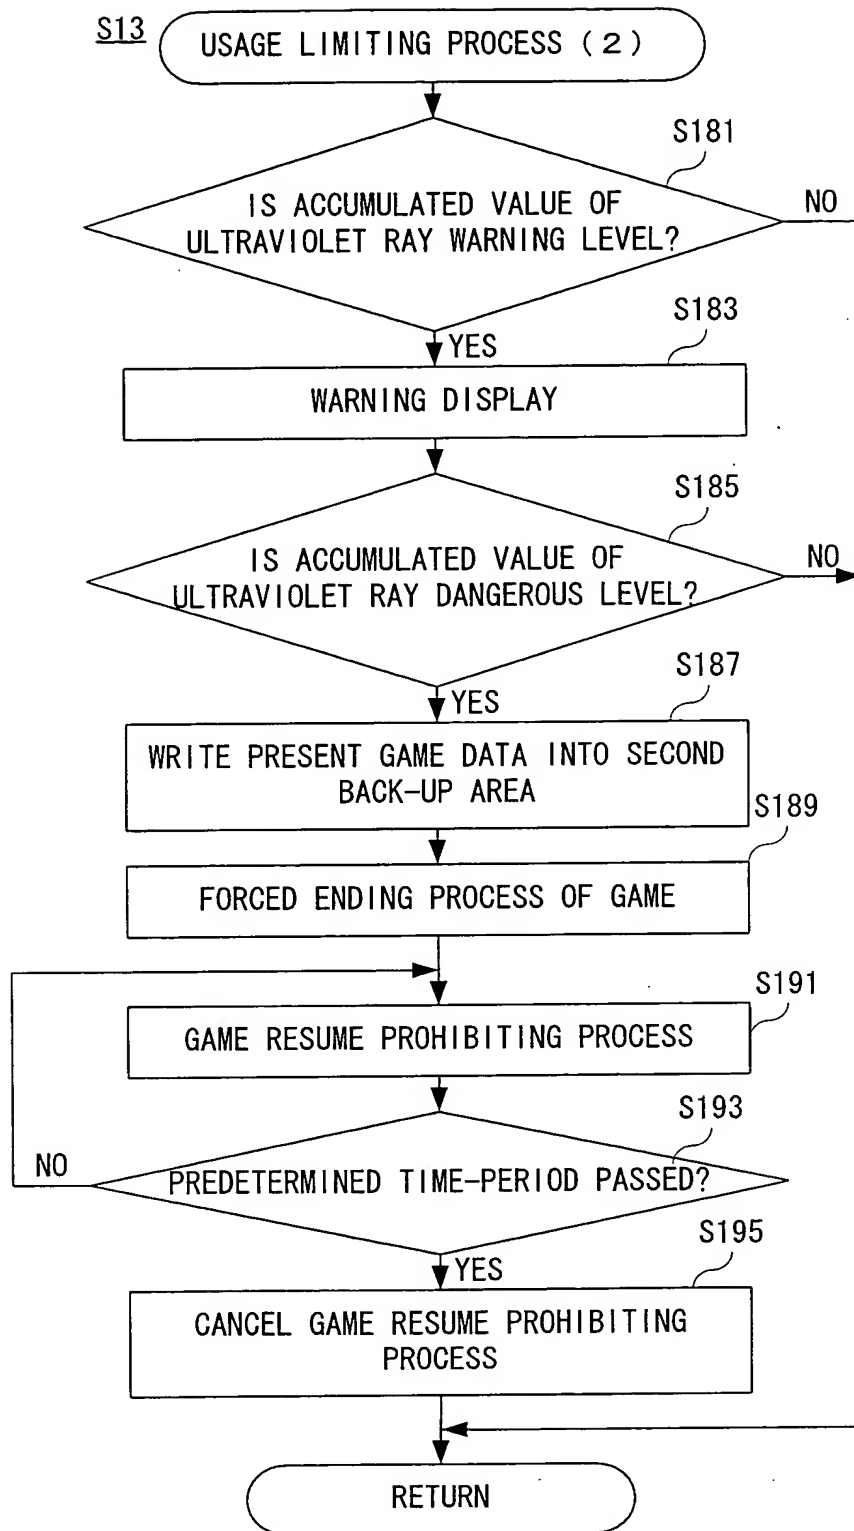 S13
USAGE LIMITING PROCESS (2)
S181
IS ACCUMULATED VALUE OF
ULTRAVIOLET RAY WARNING LEVEL?
NO
YES
S183
WARNING DISPLAY
S185
IS ACCUMULATED VALUE OF
ULTRAVIOLET RAY DANGEROUS LEVEL?
NO
YES
S187
WRITE PRESENT GAME DATA INTO SECOND
BACK-UP AREA
S189
FORCED ENDING PROCESS OF GAME
S191
GAME RESUME PROHIBITING PROCESS
S193
NO
PREDETERMINED TIME-PERIOD PASSED?
YES
S195
CANCEL GAME RESUME PROHIBITING
PROCESS
RETURN